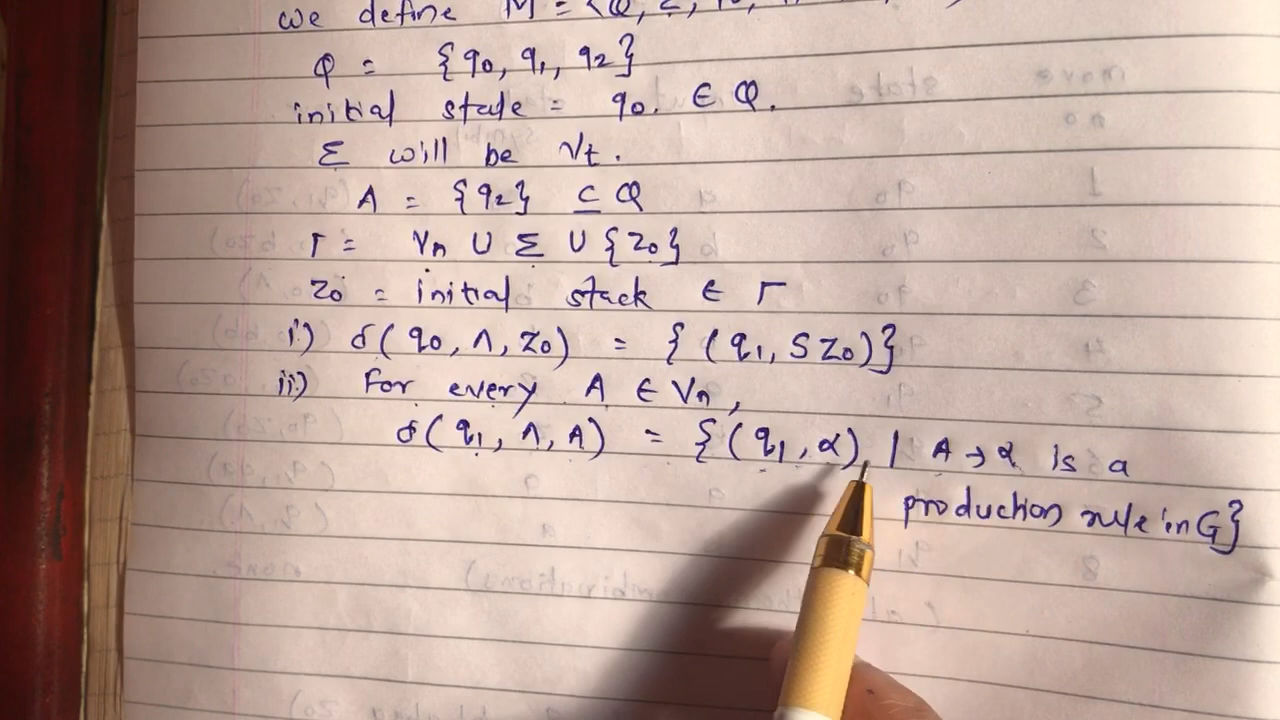 we define M = (Q, Σ,
Q = {q0, q1, q2}
initial state = q0. ∈ Q.
Σ will be Vt.
A = {q2} ⊆ Q
Γ = Vn ∪ Σ ∪ {Z0}
Z0 = initial stack ∈ Γ
i) δ(q0, Λ, Z0) = {(q1, SZ0)}
ii) For every A ∈ Vn,
δ(q1, Λ, A) = {(q1, α) | A → α is a
production rule in G}